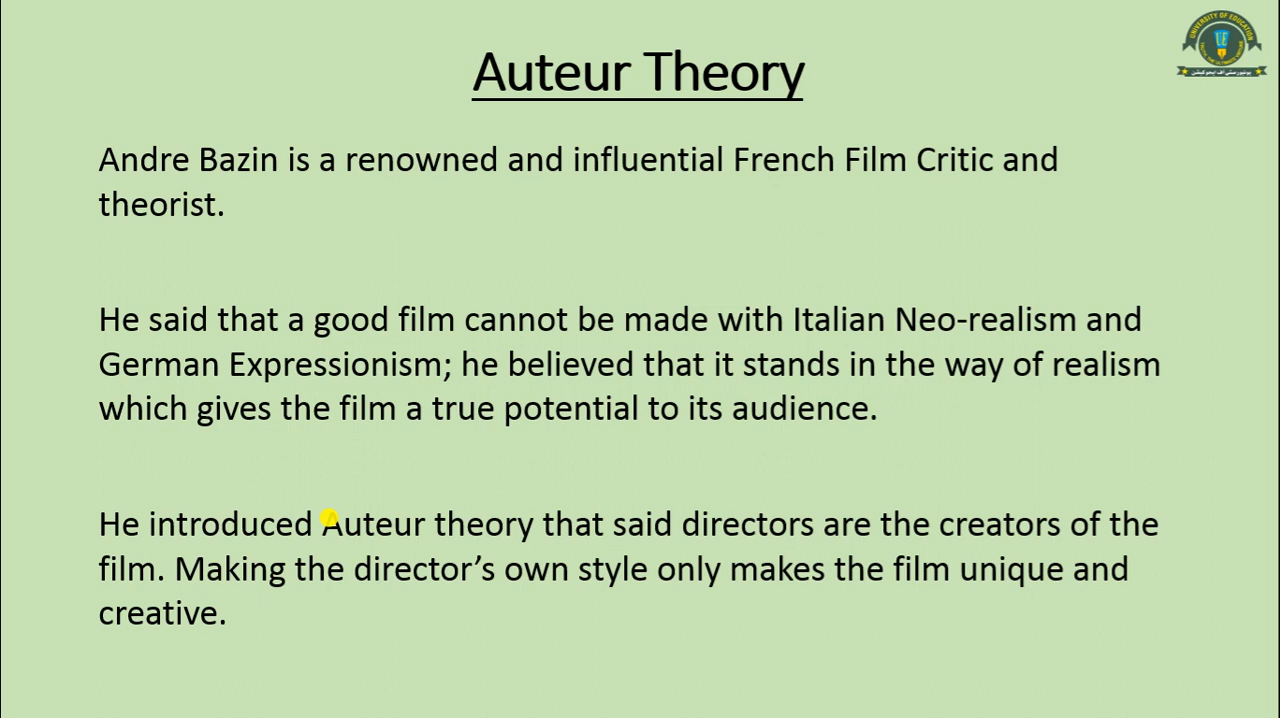 Auteur Theory
UNIVERSITY OF EDUCATION
Andre Bazin is a renowned and influential French Film Critic and
theorist.
He said that a good film cannot be made with Italian Neo-realism and
German Expressionism; he believed that it stands in the way of realism
which gives the film a true potential to its audience.
He introduced Auteur theory that said directors are the creators of the
film. Making the director’s own style only makes the film unique and
creative.